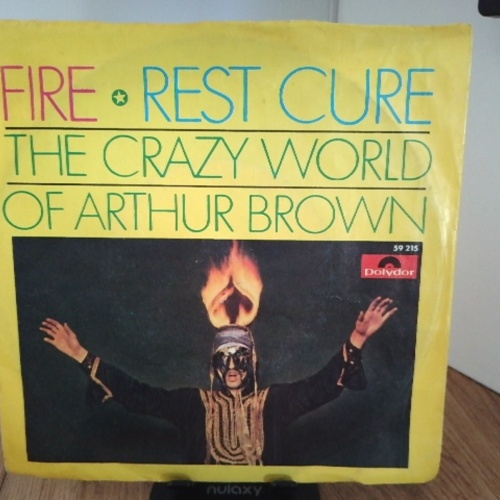 FIRE REST CURE
THE CRAZY WORLD
OF ARTHUR BROWN
59 215
Polydor
nulaxy